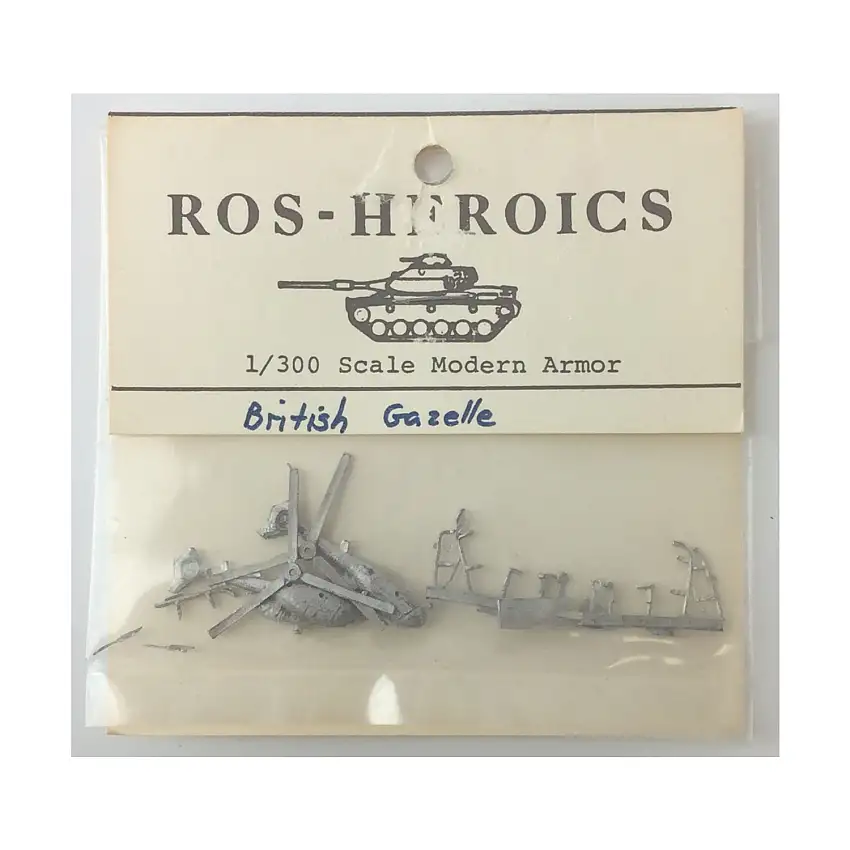 ROS-HEROICS
1/300 Scale Modern Armor
British Gazelle